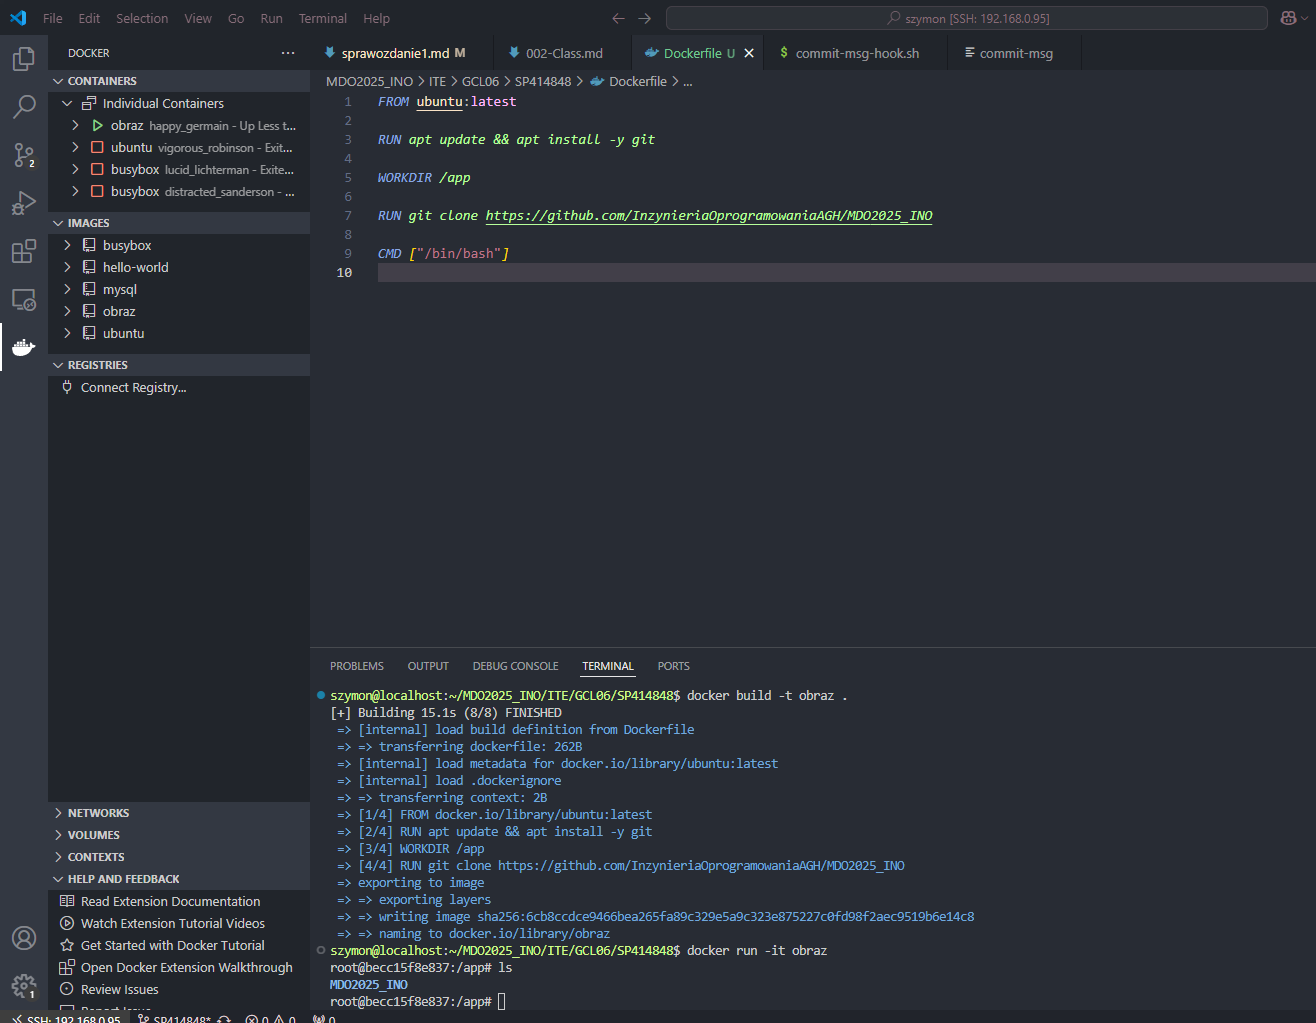 File Edit Selection View Go Run Terminal Help
szymon [SSH: 192.168.0.95]
DOCKER
sprawozdanie1.md M
002-Class.md
Dockerfile U
$ commit-msg-hook.sh
commit-msg
MDO2025_INO > ITE > GCL06 > SP414848 > Dockerfile > ...
CONTAINERS
Individual Containers
obraz happy_germain - Up Less t...
ubuntu vigorous_robinson - Exit...
busybox lucid_lichterman - Exite...
busybox distracted_sanderson - ...
IMAGES
busybox
hello-world
mysql
obraz
ubuntu
REGISTRIES
Connect Registry...
NETWORKS
VOLUMES
CONTEXTS
HELP AND FEEDBACK
Read Extension Documentation
Watch Extension Tutorial Videos
Get Started with Docker Tutorial
Open Docker Extension Walkthrough
Review Issues
2
1
1 FROM ubuntu:latest
2
3 RUN apt update && apt install -y git
4
5 WORKDIR /app
6
7 RUN git clone https://github.com/InzynieriaOprogramowaniaAGH/MDO2025_INO
8
9 CMD ["/bin/bash"]
10
PROBLEMS OUTPUT DEBUG CONSOLE TERMINAL PORTS
szymon@localhost:~/MDO2025_INO/ITE/GCL06/SP414848$ docker build -t obraz .
[+] Building 15.1s (8/8) FINISHED
=> [internal] load build definition from Dockerfile
=> => transferring dockerfile: 262B
=> [internal] load metadata for docker.io/library/ubuntu:latest
=> [internal] load .dockerignore
=> => transferring context: 2B
=> [1/4] FROM docker.io/library/ubuntu:latest
=> [2/4] RUN apt update && apt install -y git
=> [3/4] WORKDIR /app
=> [4/4] RUN git clone https://github.com/InzynieriaOprogramowaniaAGH/MDO2025_INO
=> exporting to image
=> => exporting layers
=> => writing image sha256:6cb8ccdce9466bea265fa89c329e5a9c323e875227c0fd98f2aec9519b6e14c8
=> => naming to docker.io/library/obraz
szymon@localhost:~/MDO2025_INO/ITE/GCL06/SP414848$ docker run -it obraz
root@becc15f8e837:/app# ls
MDO2025_INO
root@becc15f8e837:/app#
SSH: 192.168.0.95 SP414848* 0 0 0